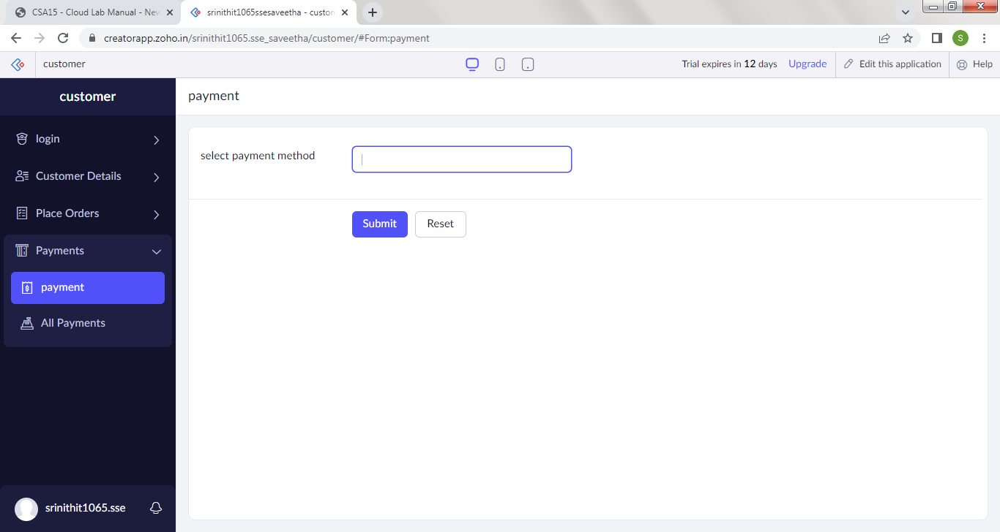 CSA15 - Cloud Lab Manual - New
srinithit1065ssesaveetha - custon
creatorapp.zoho.in/srinithit1065.sse_saveetha/customer/#Form:payment
S
customer
Trial expires in 12 days
Upgrade
Edit this application
Help
customer
payment
login
Customer Details
Place Orders
Payments
payment
All Payments
srinithit1065.sse
select payment method
Submit
Reset